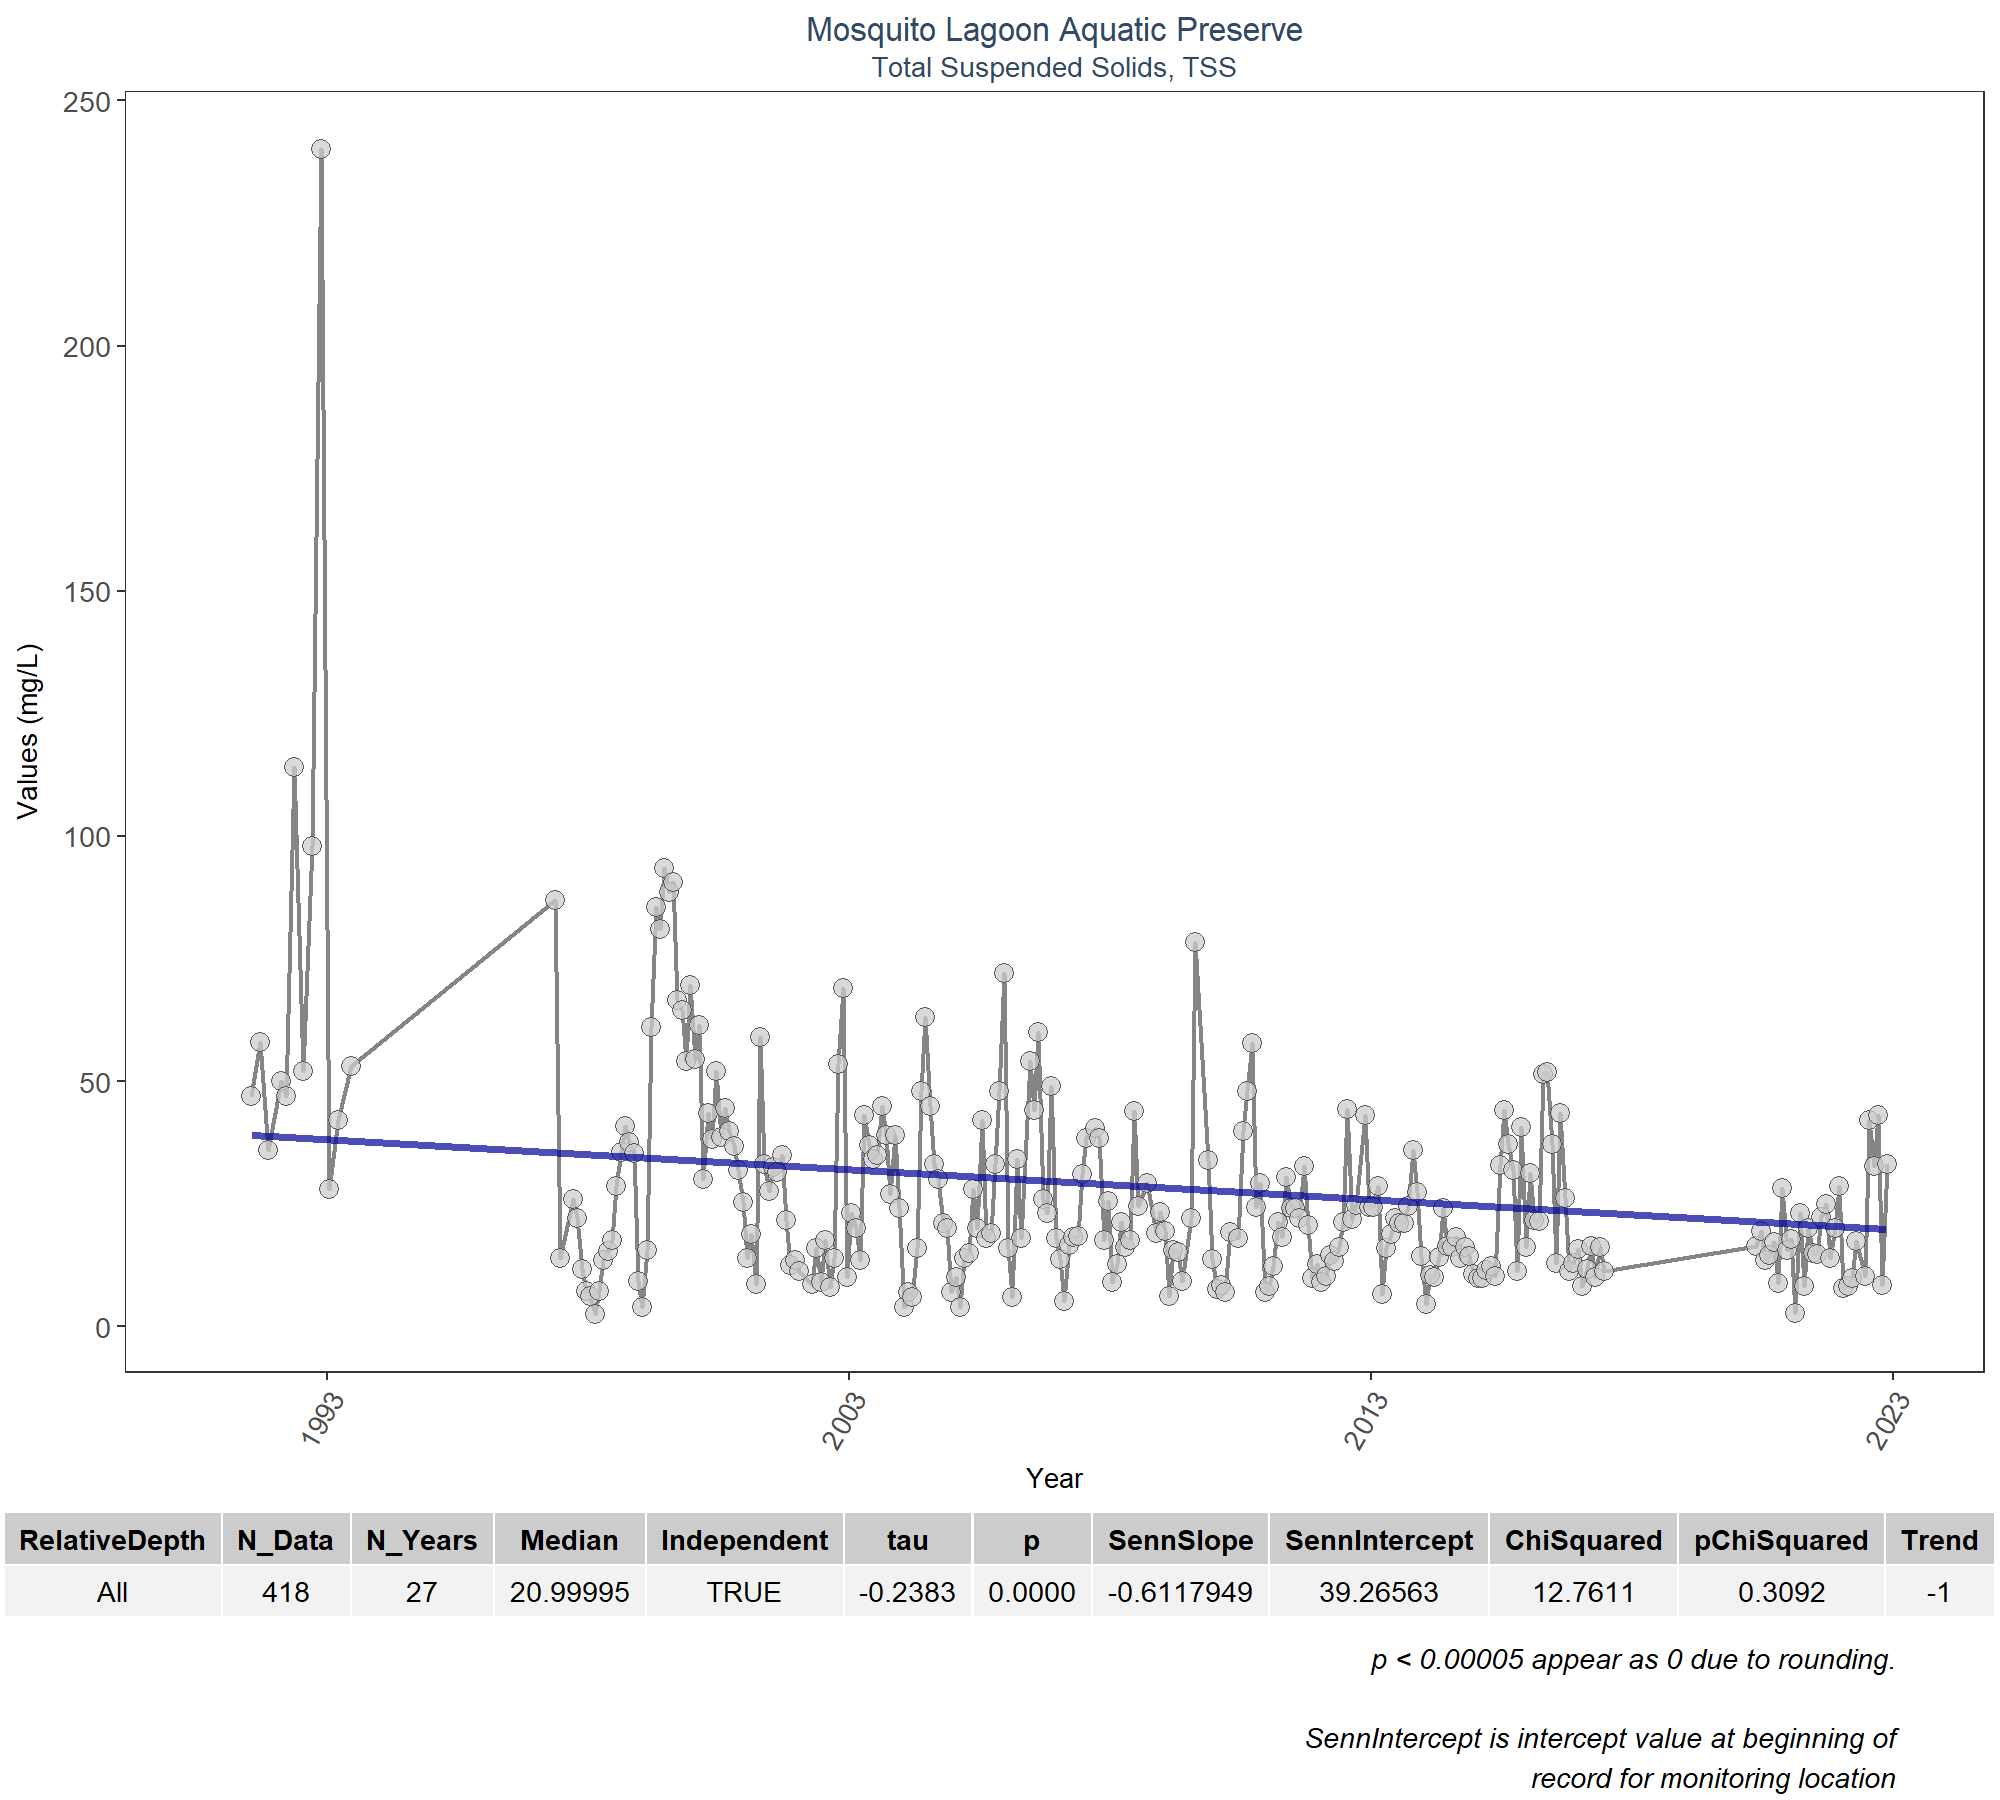 Mosquito Lagoon Aquatic Preserve
Total Suspended Solids, TSS
250
200
150
100
50
0
Values (mg/L)
1993
2003
2013
2023
Year
RelativeDepth N_Data N_Years Median Independent tau p SennSlope SennIntercept ChiSquared pChiSquared Trend
All 418 27 20.99995 TRUE -0.2383 0.0000 -0.6117949 39.26563 12.7611 0.3092 -1
p < 0.00005 appear as 0 due to rounding.
SennIntercept is intercept value at beginning of
record for monitoring location